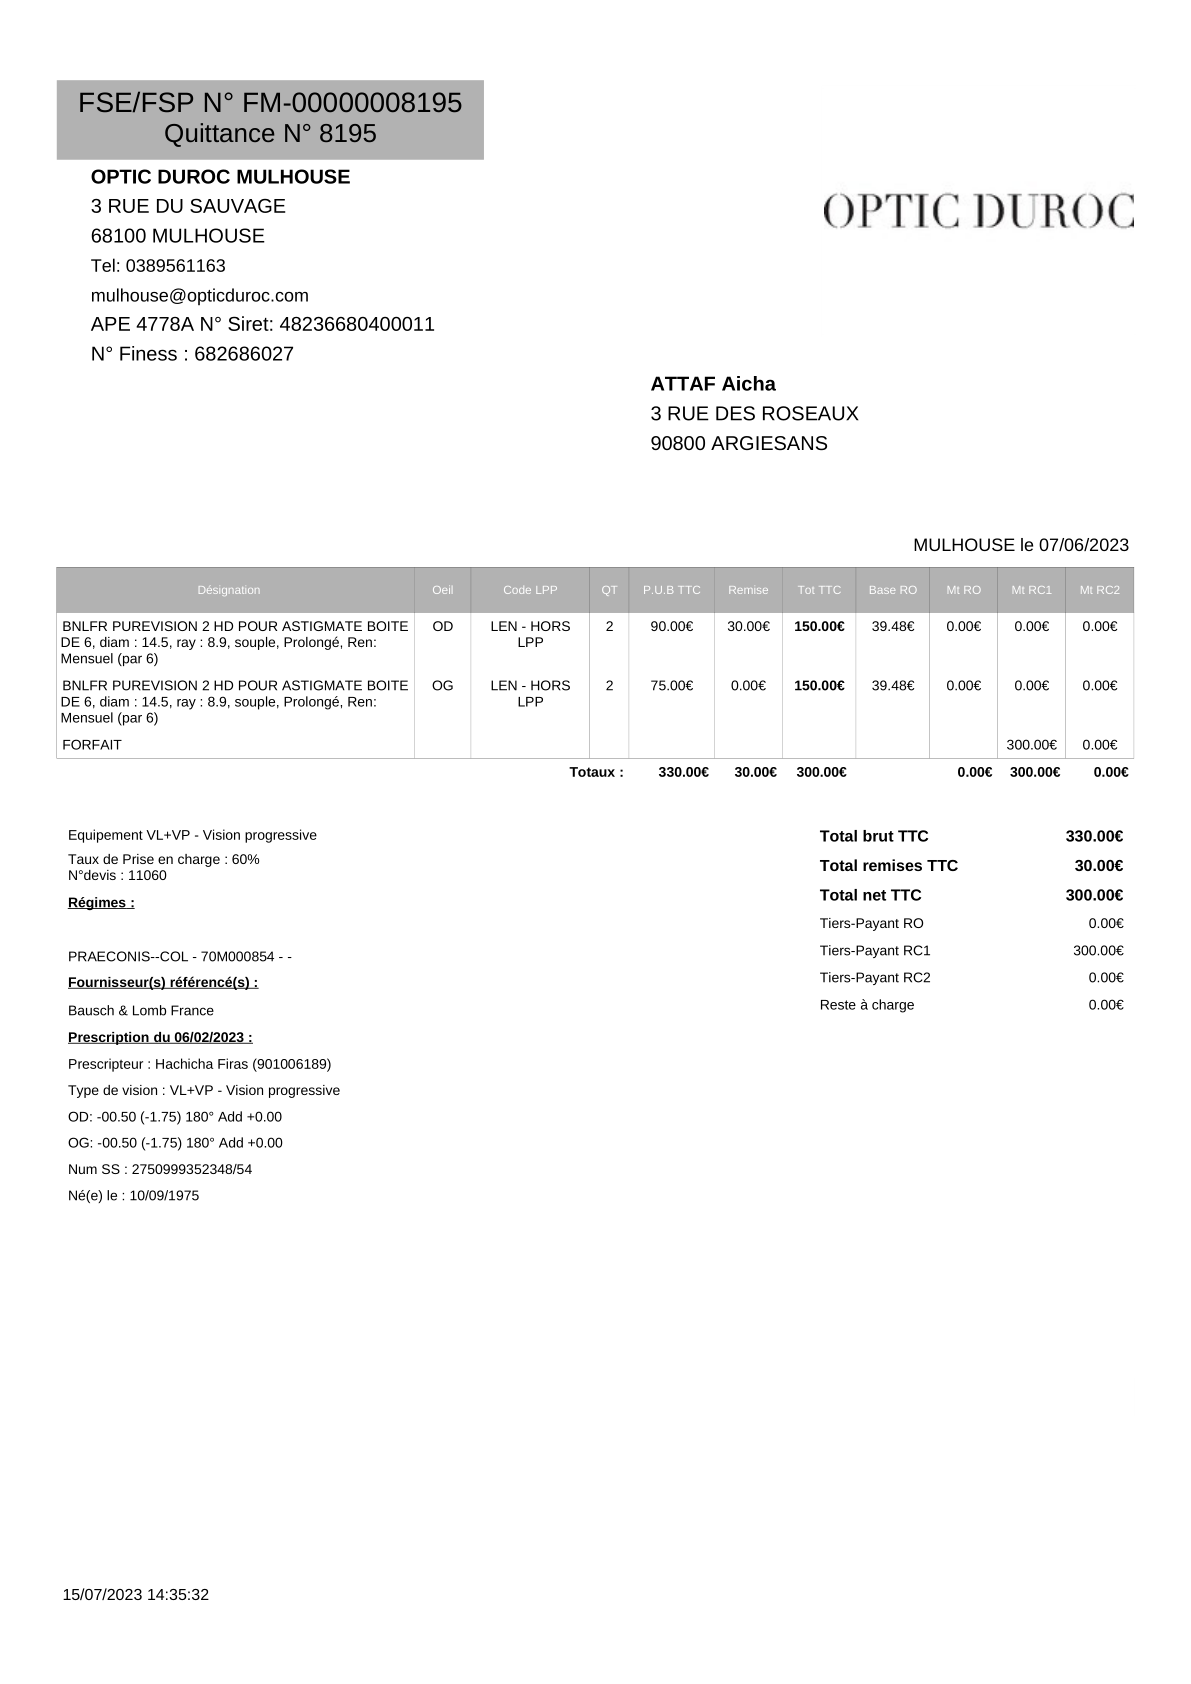 FSE/FSP N° FM-00000008195
Quittance N° 8195
OPTIC DUROC MULHOUSE
3 RUE DU SAUVAGE
68100 MULHOUSE
Tel: 0389561163
mulhouse@opticduroc.com
APE 4778A N° Siret: 48236680400011
N° Finess : 682686027
OPTIC DUROC
ATTAF Aicha
3 RUE DES ROSEAUX
90800 ARGIESANS
MULHOUSE le 07/06/2023
Désignation Oeil Code LPP QT P.U.B TTC Remise Tot TTC Base RO Mt RO Mt RC1 Mt RC2
BNLFR PUREVISION 2 HD POUR ASTIGMATE BOITE OD LEN - HORS 2 90.00€ 30.00€ 150.00€ 39.48€ 0.00€ 0.00€ 0.00€
DE 6, diam : 14.5, ray : 8.9, souple, Prolongé, Ren: LPP
Mensuel (par 6)
BNLFR PUREVISION 2 HD POUR ASTIGMATE BOITE OG LEN - HORS 2 75.00€ 0.00€ 150.00€ 39.48€ 0.00€ 0.00€ 0.00€
DE 6, diam : 14.5, ray : 8.9, souple, Prolongé, Ren: LPP
Mensuel (par 6)
FORFAIT 300.00€ 0.00€
Totaux : 330.00€ 30.00€ 300.00€ 0.00€ 300.00€ 0.00€
Equipement VL+VP - Vision progressive
Taux de Prise en charge : 60%
N°devis : 11060
Régimes :
PRAECONIS--COL - 70M000854 - -
Fournisseur(s) référencé(s) :
Bausch & Lomb France
Prescription du 06/02/2023 :
Prescripteur : Hachicha Firas (901006189)
Type de vision : VL+VP - Vision progressive
OD: -00.50 (-1.75) 180° Add +0.00
OG: -00.50 (-1.75) 180° Add +0.00
Num SS : 2750999352348/54
Né(e) le : 10/09/1975
Total brut TTC 330.00€
Total remises TTC 30.00€
Total net TTC 300.00€
Tiers-Payant RO 0.00€
Tiers-Payant RC1 300.00€
Tiers-Payant RC2 0.00€
Reste à charge 0.00€
15/07/2023 14:35:32